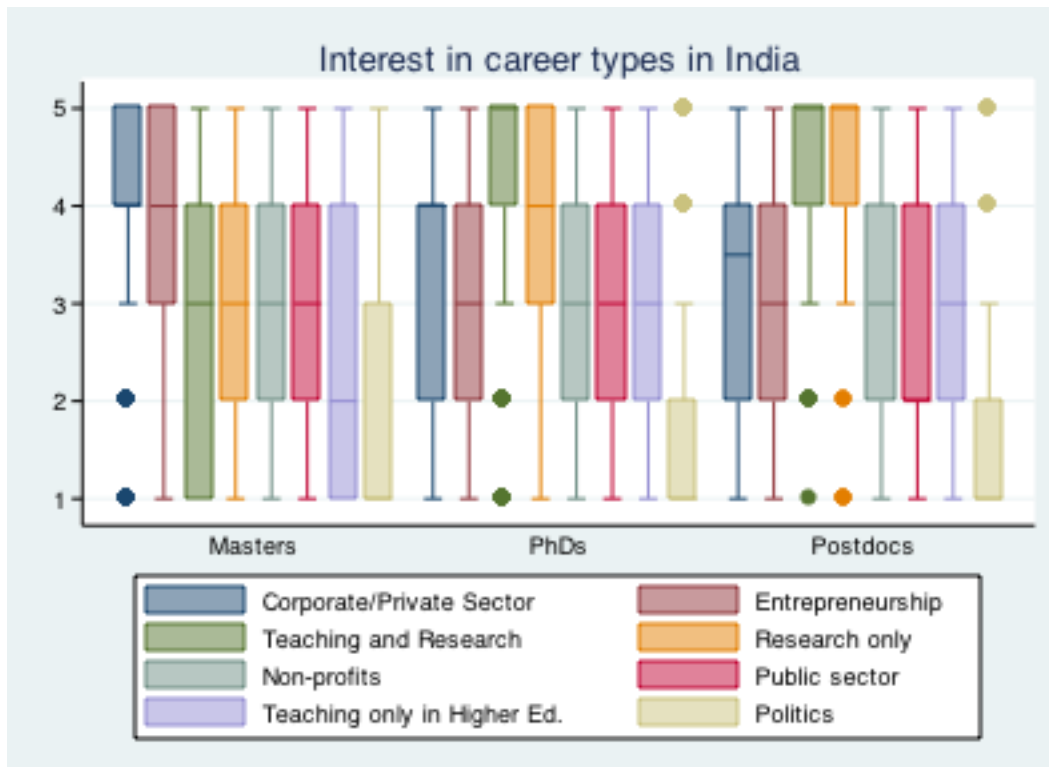 Interest in career types in India
5
4
3
2
1
Masters PhDs Postdocs
Corporate/Private Sector Entrepreneurship
Teaching and Research Research only
Non-profits Public sector
Teaching only in Higher Ed. Politics